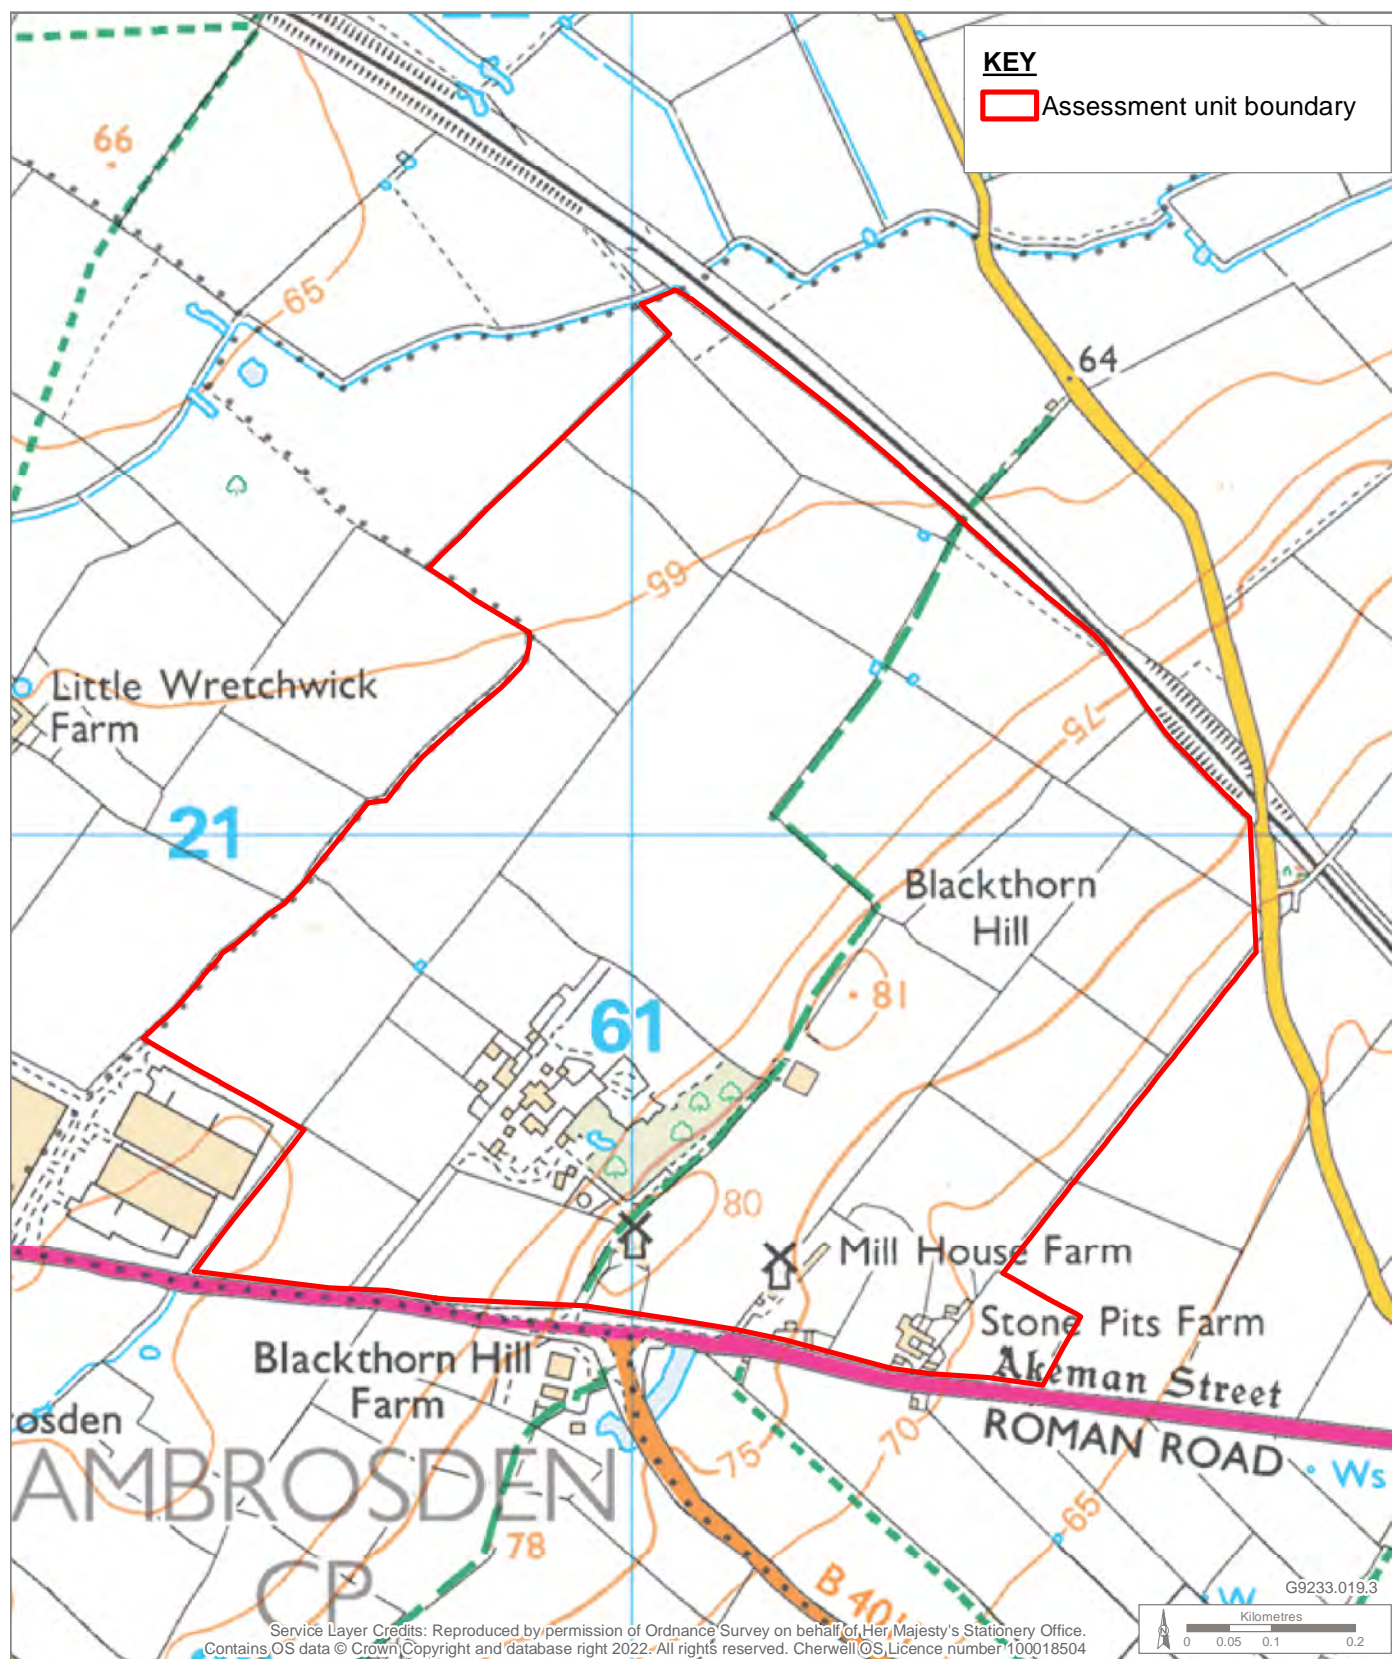 KEY
Assessment unit boundary
66
65
64
65
Little Wretchwick
Farm
75
21
Blackthorn
Hill
81
61
80
Mill House Farm
Stone Pits Farm
Akeman Street
ROMAN ROAD
Blackthorn Hill
Farm
osden
AMBROSDEN
CP
78
75
70
65
Ws
W
B 40
G9233.019.3
Kilometres
N
0 0.05 0.1 0.2
Service Layer Credits: Reproduced by permission of Ordnance Survey on behalf of Her Majesty's Stationery Office.
Contains OS data © Crown Copyright and database right 2022. All rights reserved. Cherwell OS Licence number 100018504